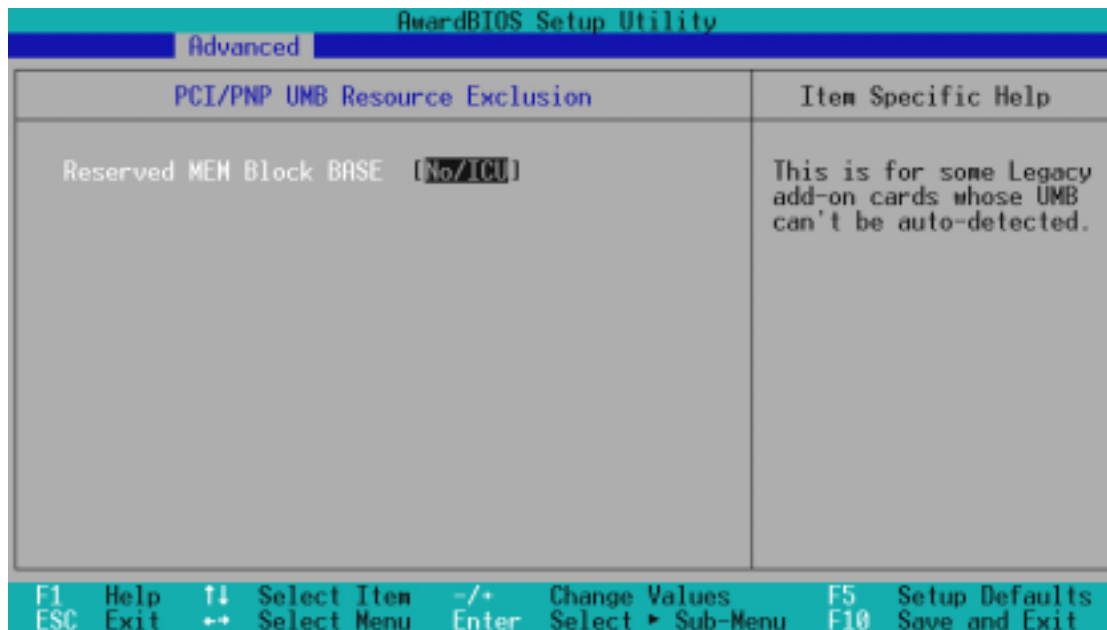 AwardBIOS Setup Utility
Advanced
PCI/PNP UMB Resource Exclusion
Item Specific Help
Reserved MEM Block BASE [No/ICU]
This is for some Legacy
add-on cards whose UMB
can't be auto-detected.
F1 Help ↑↓ Select Item -/+ Change Values F5 Setup Defaults
ESC Exit ←→ Select Menu Enter Select ► Sub-Menu F10 Save and Exit